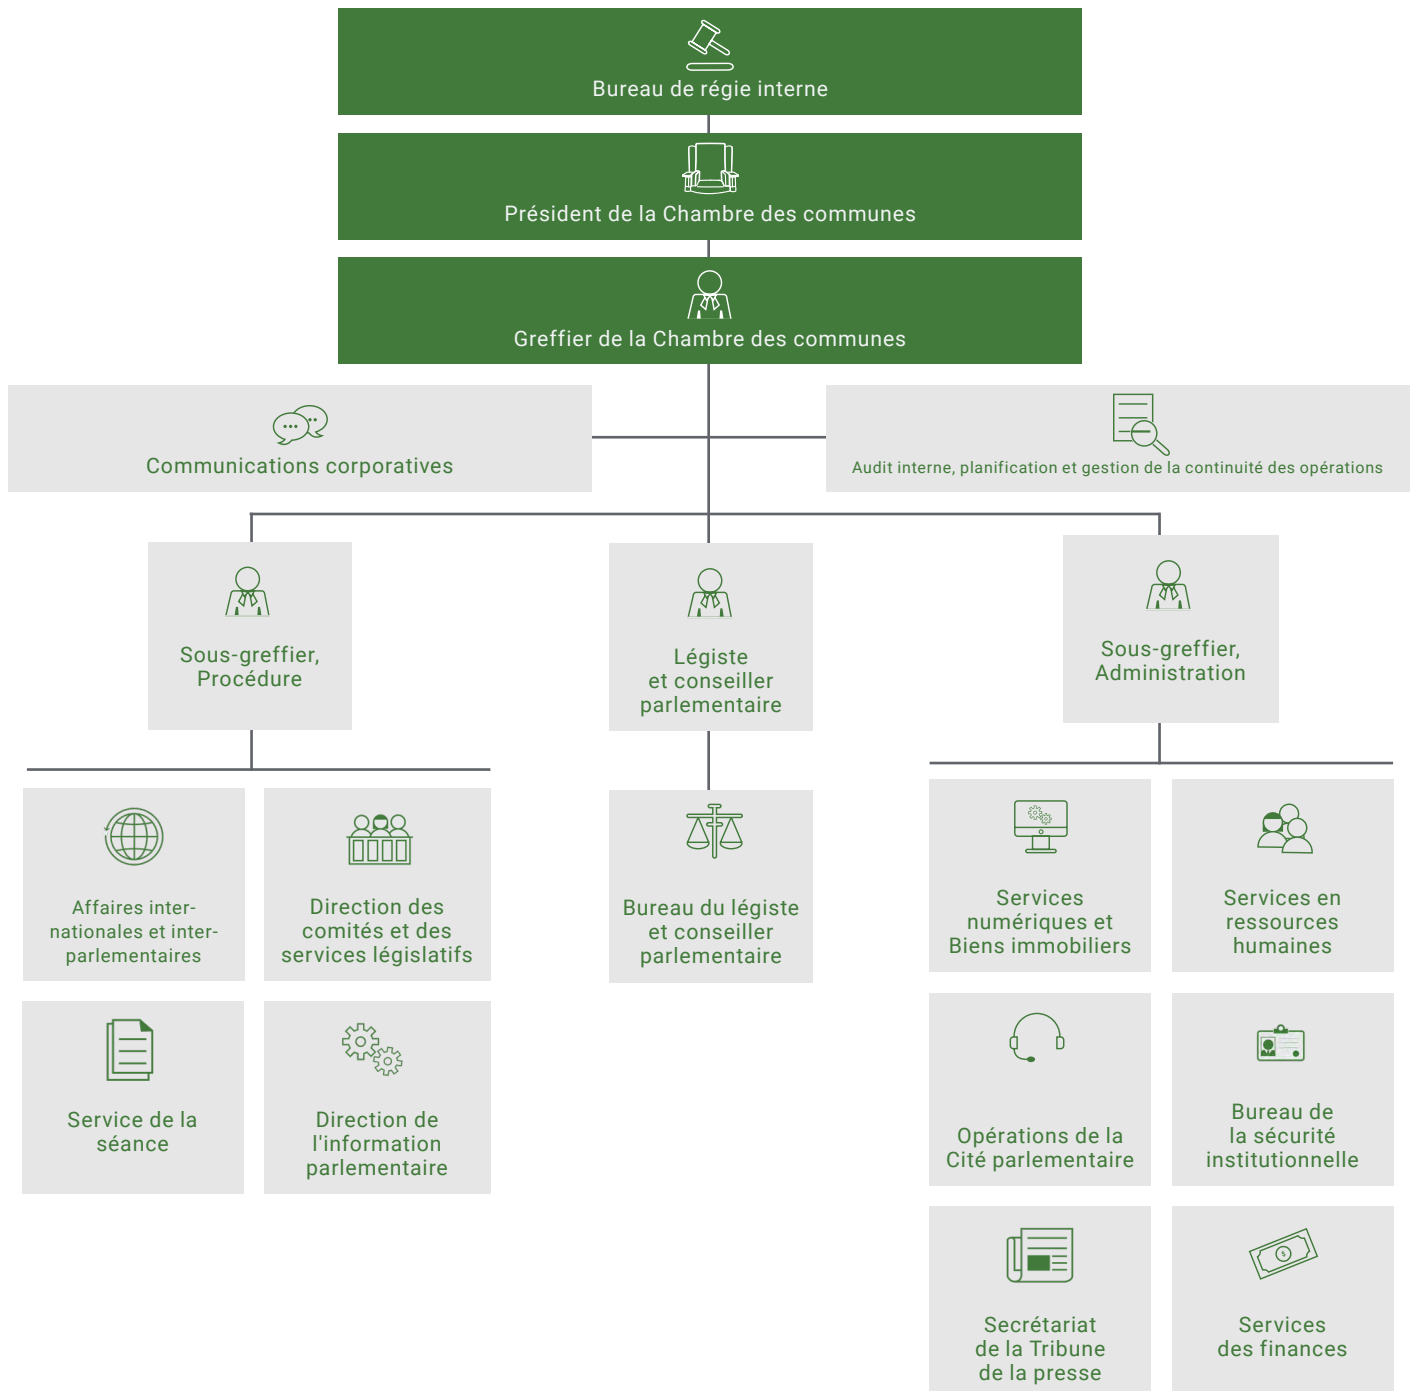 Bureau de régie interne
Président de la Chambre des communes
Greffier de la Chambre des communes
Communications corporatives
Audit interne, planification et gestion de la continuité des opérations
Sous-greffier,
Procédure
Légiste
et conseiller
parlementaire
Sous-greffier,
Administration
Affaires inter-
nationales et inter-
parlementaires
Direction des
comités et des
services législatifs
Bureau du légiste
et conseiller
parlementaire
Services
numériques et
Biens immobiliers
Services en
ressources
humaines
Service de la
séance
Direction de
l'information
parlementaire
Opérations de la
Cité parlementaire
Bureau de
la sécurité
institutionnelle
Secrétariat
de la Tribune
de la presse
$
Services
des finances